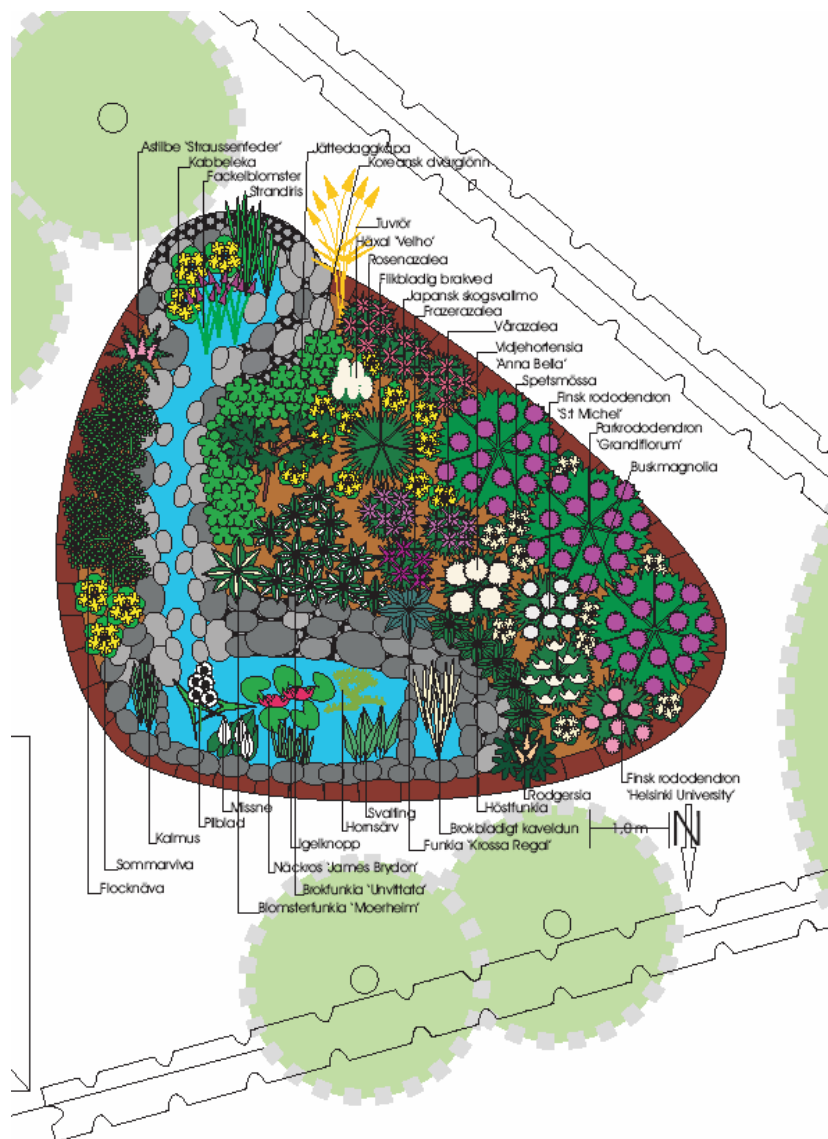 Astilbe 'Straussenfeder'
Kabbeleka
Fackelblomster
Strandiris
Jättedaggkåpa
Koreansk dvärglönn
Tuvrör
Häxal 'Velho'
Rosenazalea
Flikbladig brakved
Japansk skogsvallmo
Frazerazalea
Vårazalea
Vidjehortensia
'Anna Bella'
Spetsmössa
Finsk rododendron
'S:t Michel'
Parkrododendron
'Grandiflorum'
Buskmagnolia
Finsk rododendron
'Helsinki University'
Rodgersia
Höstfunkia
Brokbladigt kaveldun
Funkia 'Krossa Regal'
Svalting
Hornsärv
Igelknopp
Missne
Pilblad
Kalmus
Näckros 'James Brydon'
Sommarviva
Brokfunkia 'Univittata'
Flocknäva
Blomsterfunkia 'Moerheim'
1,0 m
N